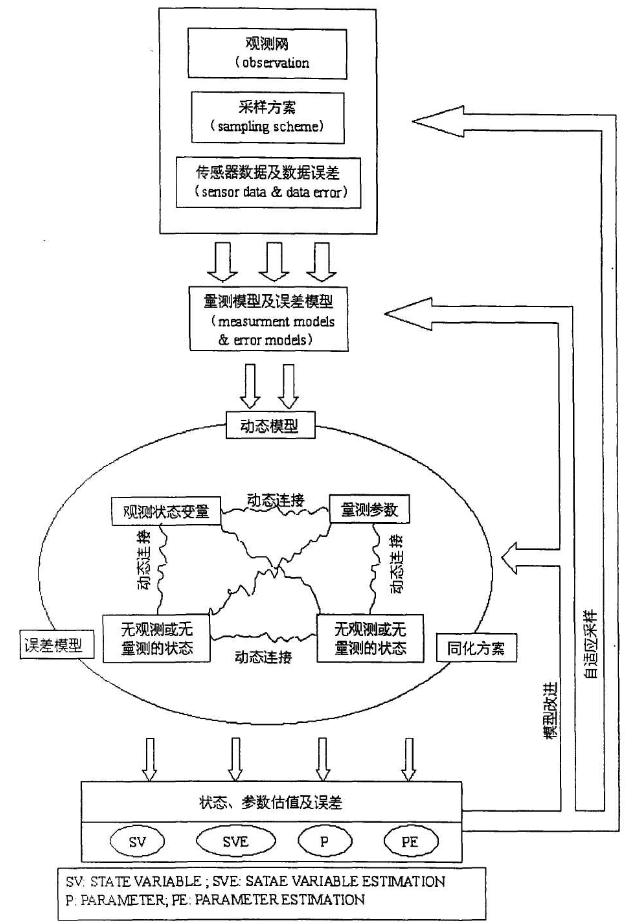 观测网
(observation
采样方案
(sampling scheme)
传感器数据及数据误差
(sensor data & data error)
量测模型及误差模型
(measurment models
& error models)
动态模型
观测状态变量
动态连接
量测参数
动态连接
动态连接
无观测或无
量测的状态
动态连接
无观测或无
量测的状态
误差模型
同化方案
模型改进
自适应采样
状态、参数估值及误差
SV
SVE
P
PE
SV: STATE VARIABLE ; SVE: SATAE VARIABLE ESTIMATION
P: PARAMETER; PE: PARAMETER ESTIMATION